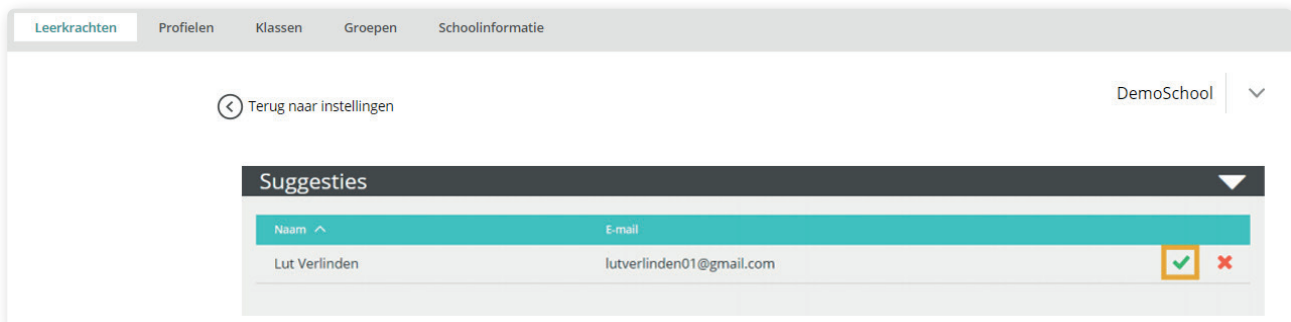 Leerkrachten Profielen Klassen Groepen Schoolinformatie
DemoSchool
Terug naar instellingen
Suggesties
Naam E-mail
Lut Verlinden lutverlinden01@gmail.com